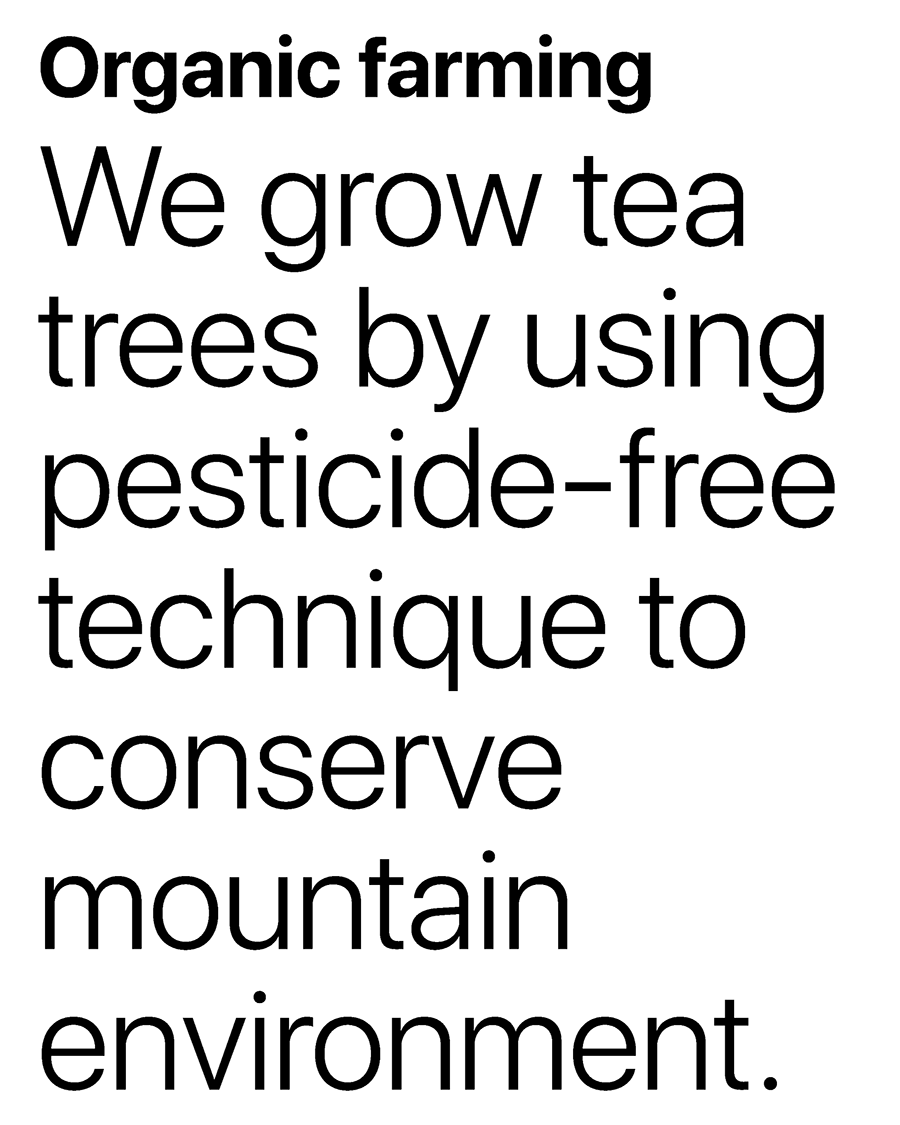 Organic farming
We grow tea
trees by using
pesticide-free
technique to
conserve
mountain
environment.